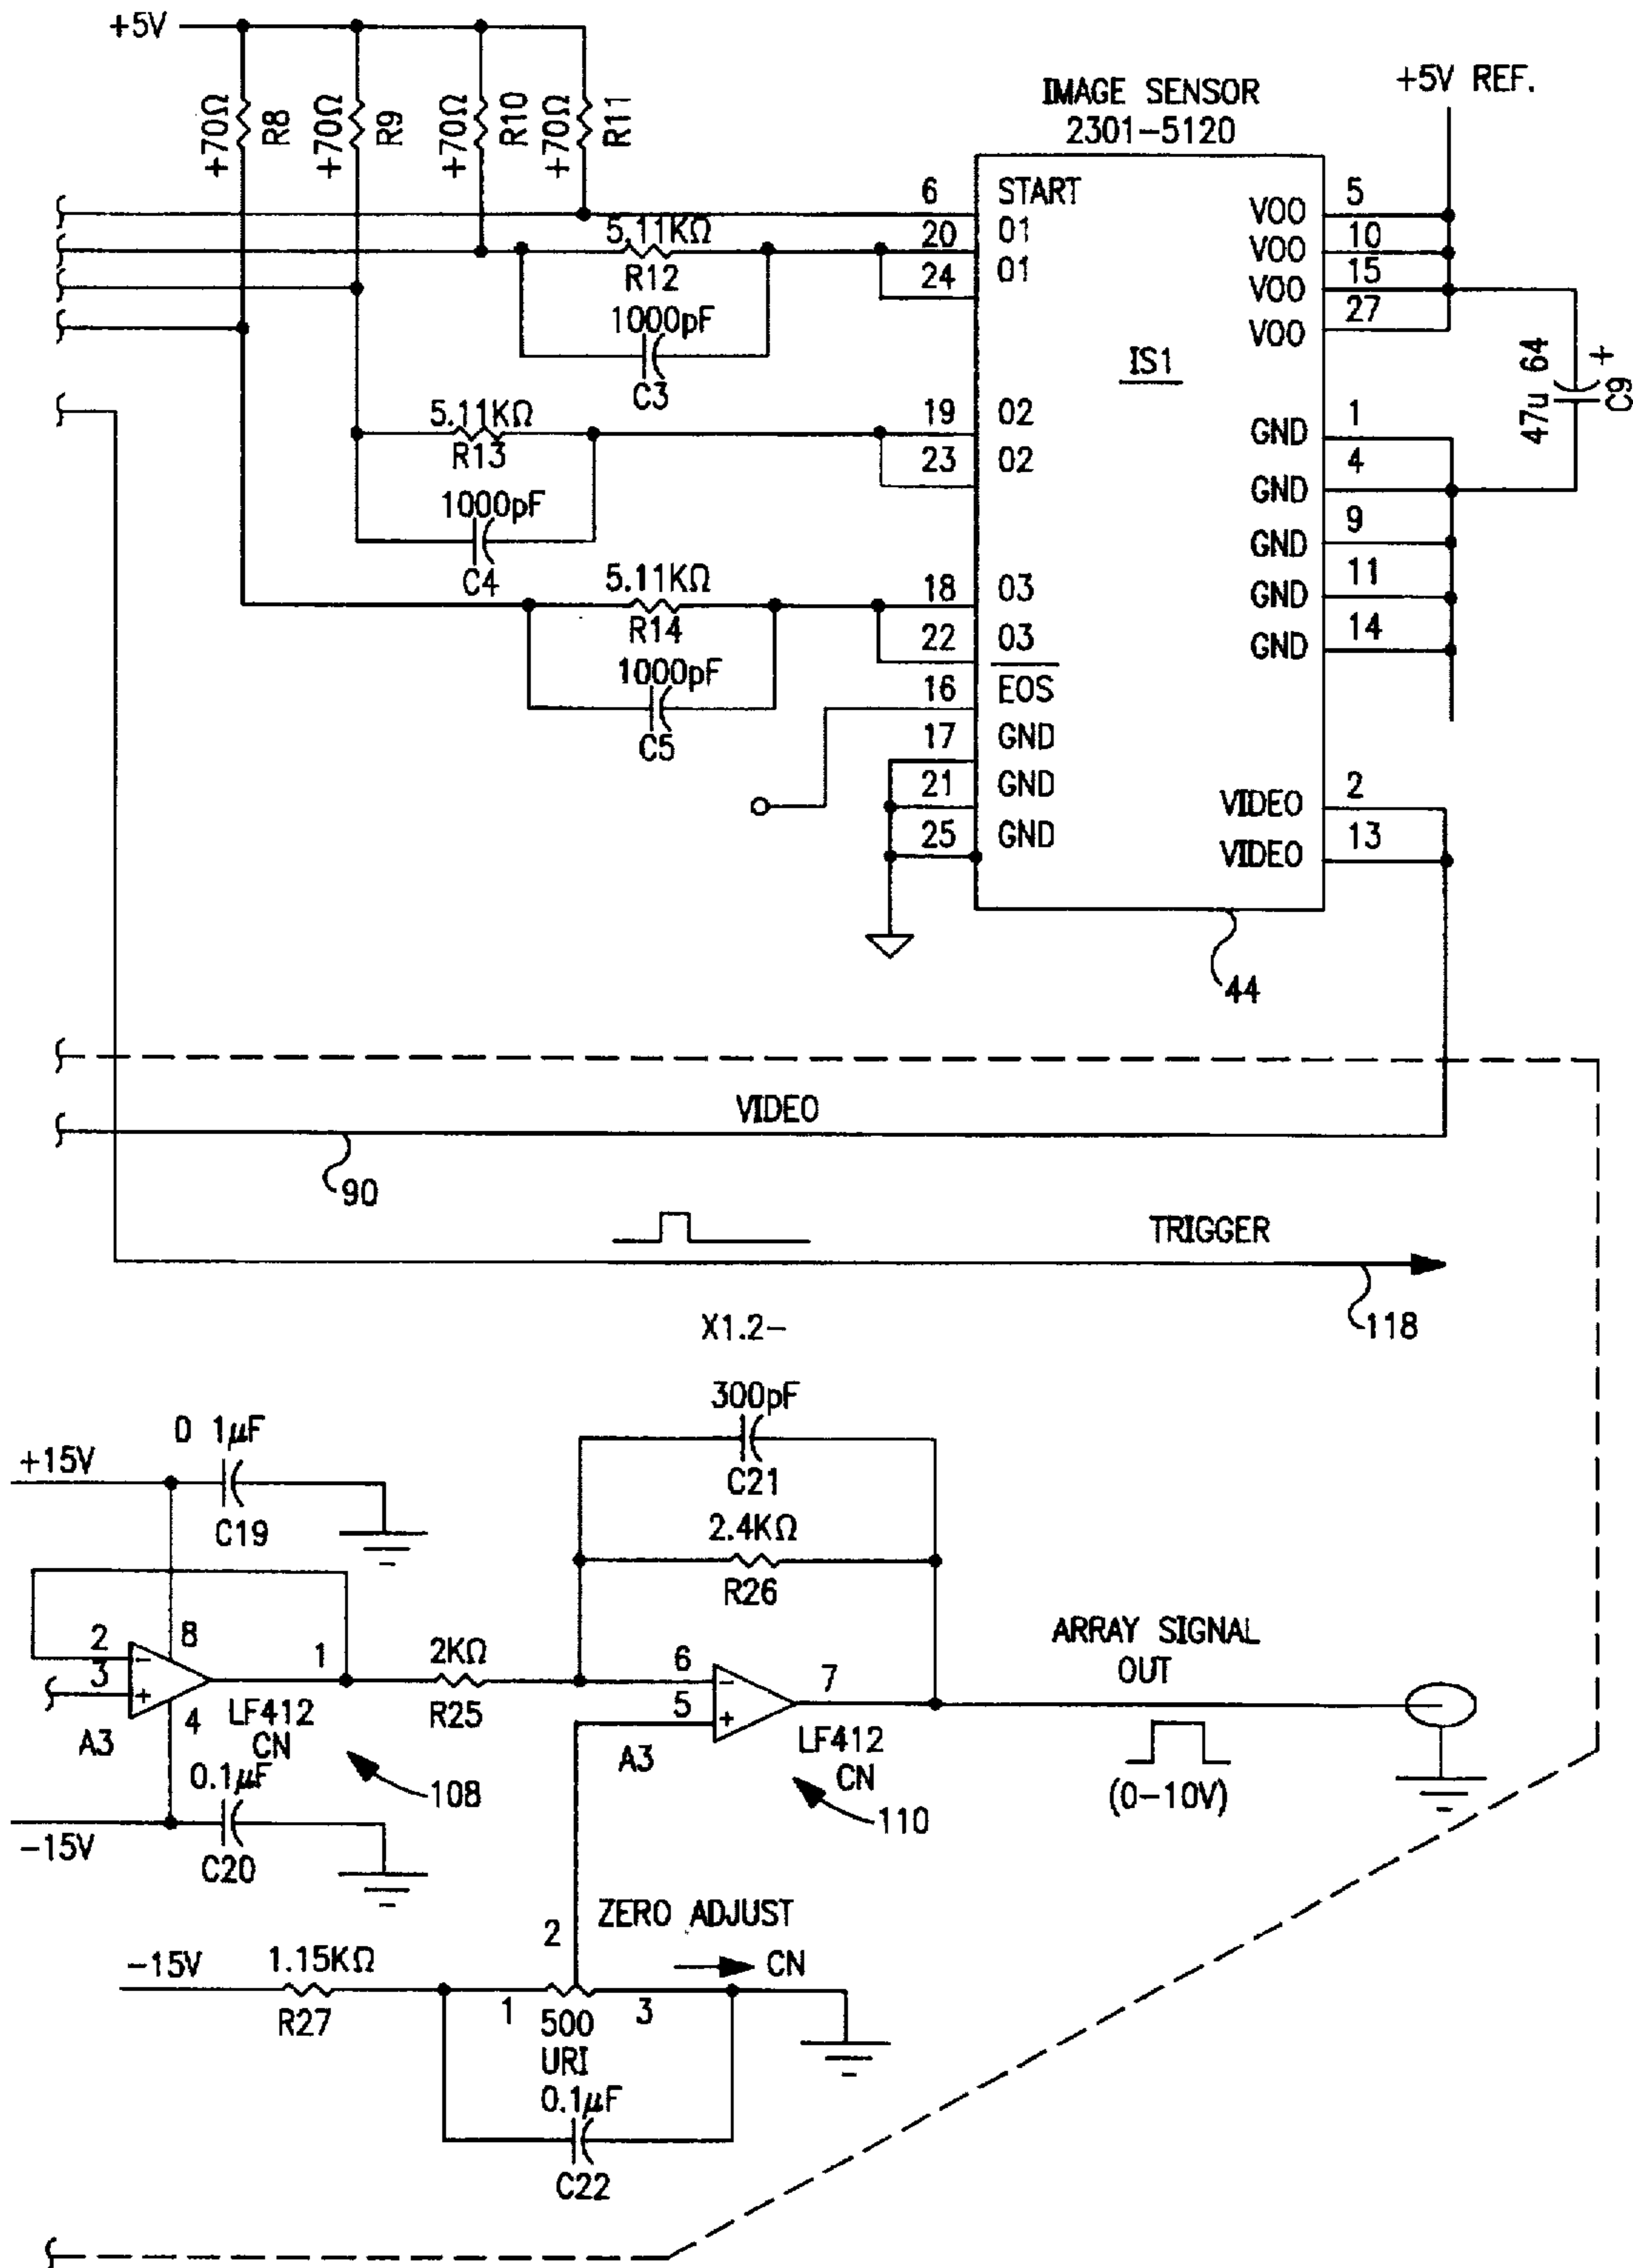 +5V
+70Ω
R8
+70Ω
R9
+70Ω
R10
+70Ω
R11
IMAGE SENSOR
2301-5120
+5V REF.
6 START
20 01
24 01
5.11KΩ
R12
1000pF
C3
VOO 5
VOO 10
VOO 15
VOO 27
IS1
47u 64
+
C9
5.11KΩ
R13
1000pF
C4
19 02
23 02
GND 1
GND 4
GND 9
GND 11
GND 14
5.11KΩ
R14
1000pF
C5
18 03
22 03
16 EOS
17 GND
21 GND
25 GND
VIDEO 2
VIDEO 13
44
VIDEO
90
TRIGGER
118
X1.2-
300pF
C21
2.4KΩ
R26
0 1μF
+15V
C19
2
3
8
1
4
-
+
A3
LF412
CN
108
2KΩ
R25
6
5
7
-
+
A3
LF412
CN
110
ARRAY SIGNAL
OUT
(0-10V)
0.1μF
-15V
C20
ZERO ADJUST
CN
2
-15V
1.15KΩ
R27
1
3
500
URI
0.1μF
C22